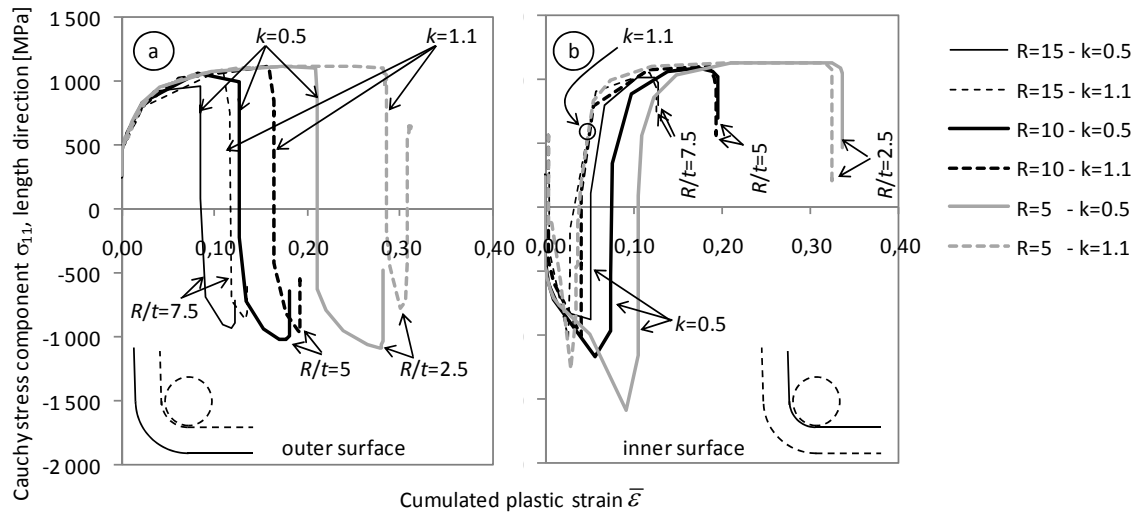 Cauchy stress component σ₁₁, length direction [MPa]
1 500
1 000
500
0
-500
-1 000
-1 500
-2 000
a
k=0.5
k=1.1
0,00 0,10 0,20 0,30 0,40
R/t=7.5
R/t=5
R/t=2.5
outer surface
b
k=1.1
R/t=7.5
R/t=5
R/t=2.5
0,00 0,10 0,20 0,30 0,40
k=0.5
inner surface
Cumulated plastic strain ε̅
R=15 - k=0.5
R=15 - k=1.1
R=10 - k=0.5
R=10 - k=1.1
R=5 - k=0.5
R=5 - k=1.1